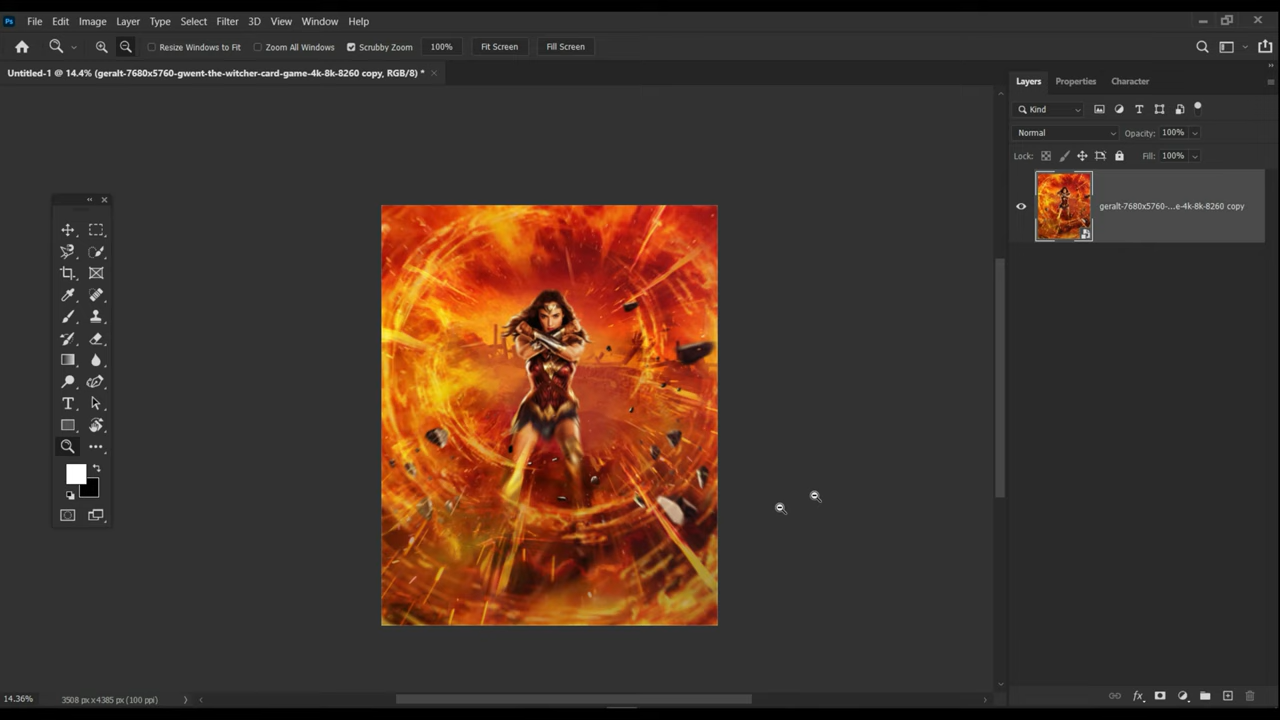 Ps File Edit Image Layer Type Select Filter 3D View Window Help
Resize Windows to Fit Zoom All Windows Scrubby Zoom 100% Fit Screen Fill Screen
Untitled-1 @ 14.4% (geralt-7680x5760-gwent-the-witcher-card-game-4k-8k-8260 copy, RGB/8) *
Layers Properties Character
Kind
Normal Opacity: 100%
Lock: Fill: 100%
geralt-7680x5760-...e-4k-8k-8260 copy
14.36% 3508 px x 4385 px (100 ppi)